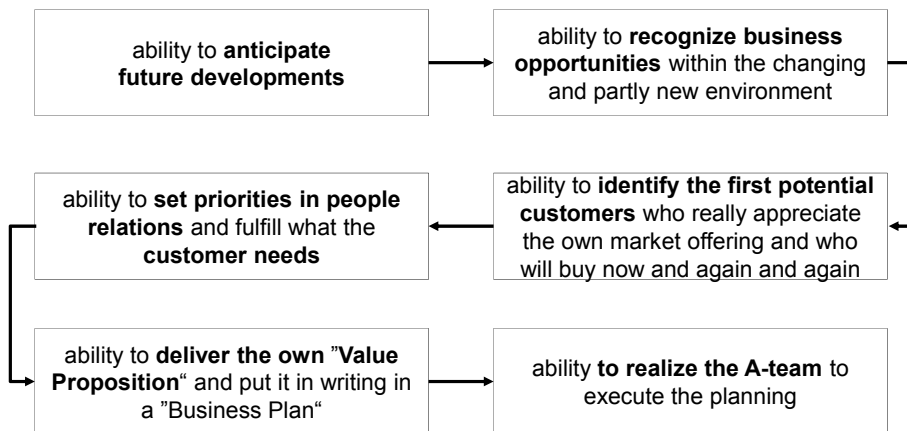 ability to anticipate
future developments
ability to recognize business
opportunities within the changing
and partly new environment
ability to identify the first potential
customers who really appreciate
the own market offering and who
will buy now and again and again
ability to set priorities in people
relations and fulfill what the
customer needs
ability to deliver the own ”Value
Proposition“ and put it in writing in
a ”Business Plan“
ability to realize the A-team to
execute the planning